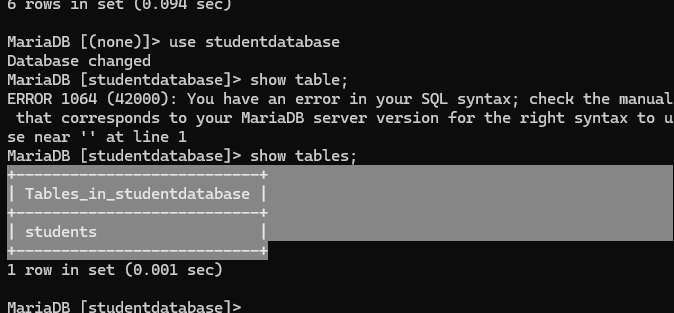 6 rows in set (0.094 sec)
MariaDB [(none)]> use studentdatabase
Database changed
MariaDB [studentdatabase]> show table;
ERROR 1064 (42000): You have an error in your SQL syntax; check the manual
 that corresponds to your MariaDB server version for the right syntax to u
se near '' at line 1
MariaDB [studentdatabase]> show tables;
+---------------------------+
| Tables_in_studentdatabase |
+---------------------------+
| students                  |
+---------------------------+
1 row in set (0.001 sec)
MariaDB [studentdatabase]>